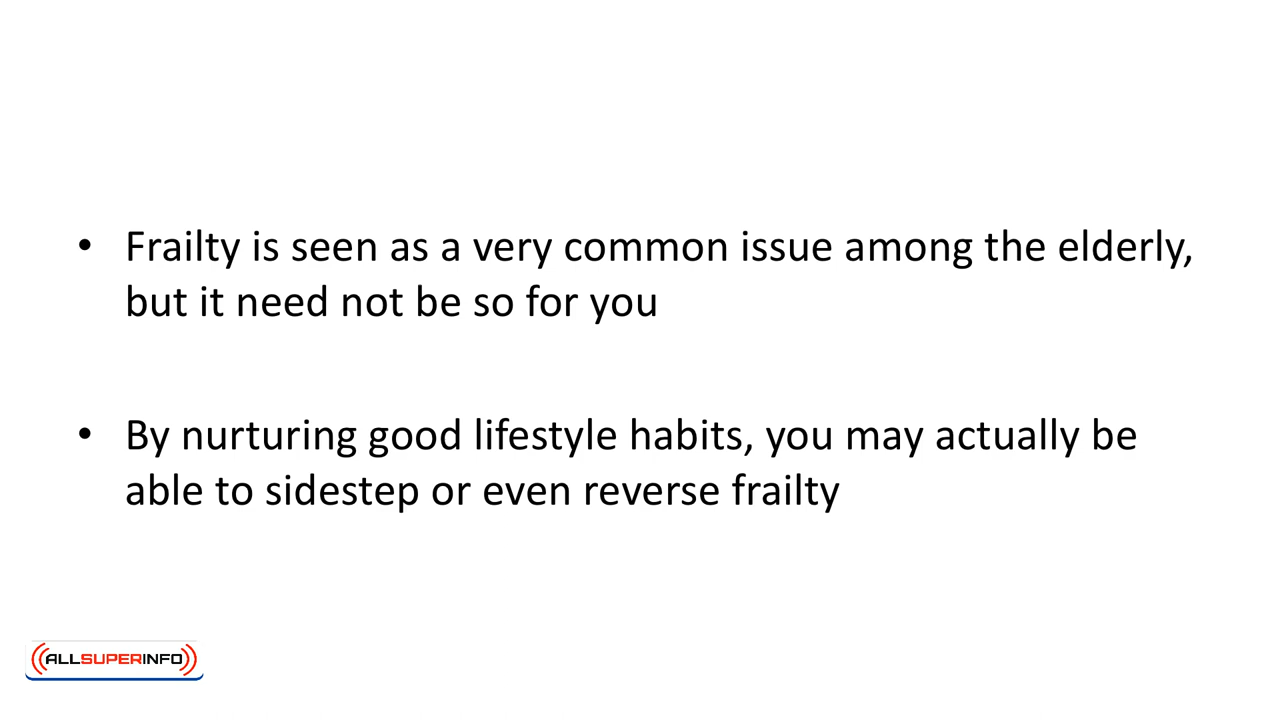 • Frailty is seen as a very common issue among the elderly,
but it need not be so for you
• By nurturing good lifestyle habits, you may actually be
able to sidestep or even reverse frailty
ALLSUPERINFO